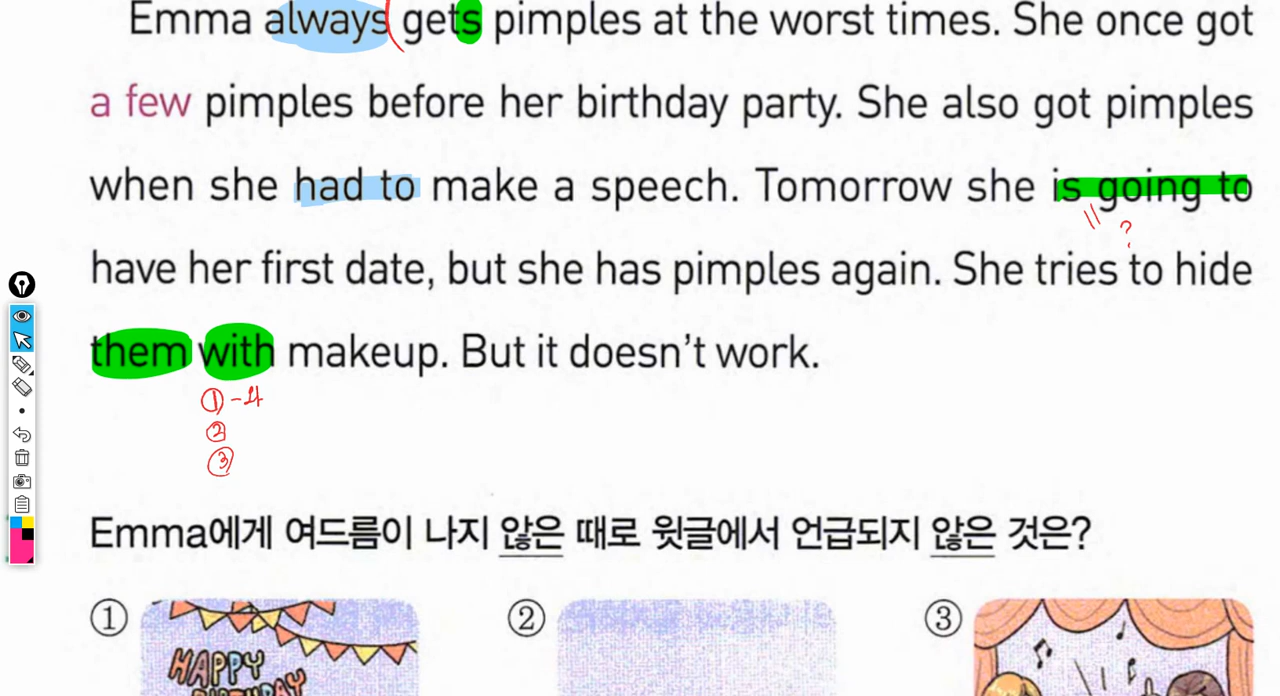 Emma always gets pimples at the worst times. She once got
a few pimples before her birthday party. She also got pimples
when she had to make a speech. Tomorrow she is going to
?
have her first date, but she has pimples again. She tries to hide
them with makeup. But it doesn't work.
①
②
③
Emma에게 여드름이 나지 않은 때로 윗글에서 언급되지 않은 것은?
① ② ③
HAPPY
BIRTHDAY